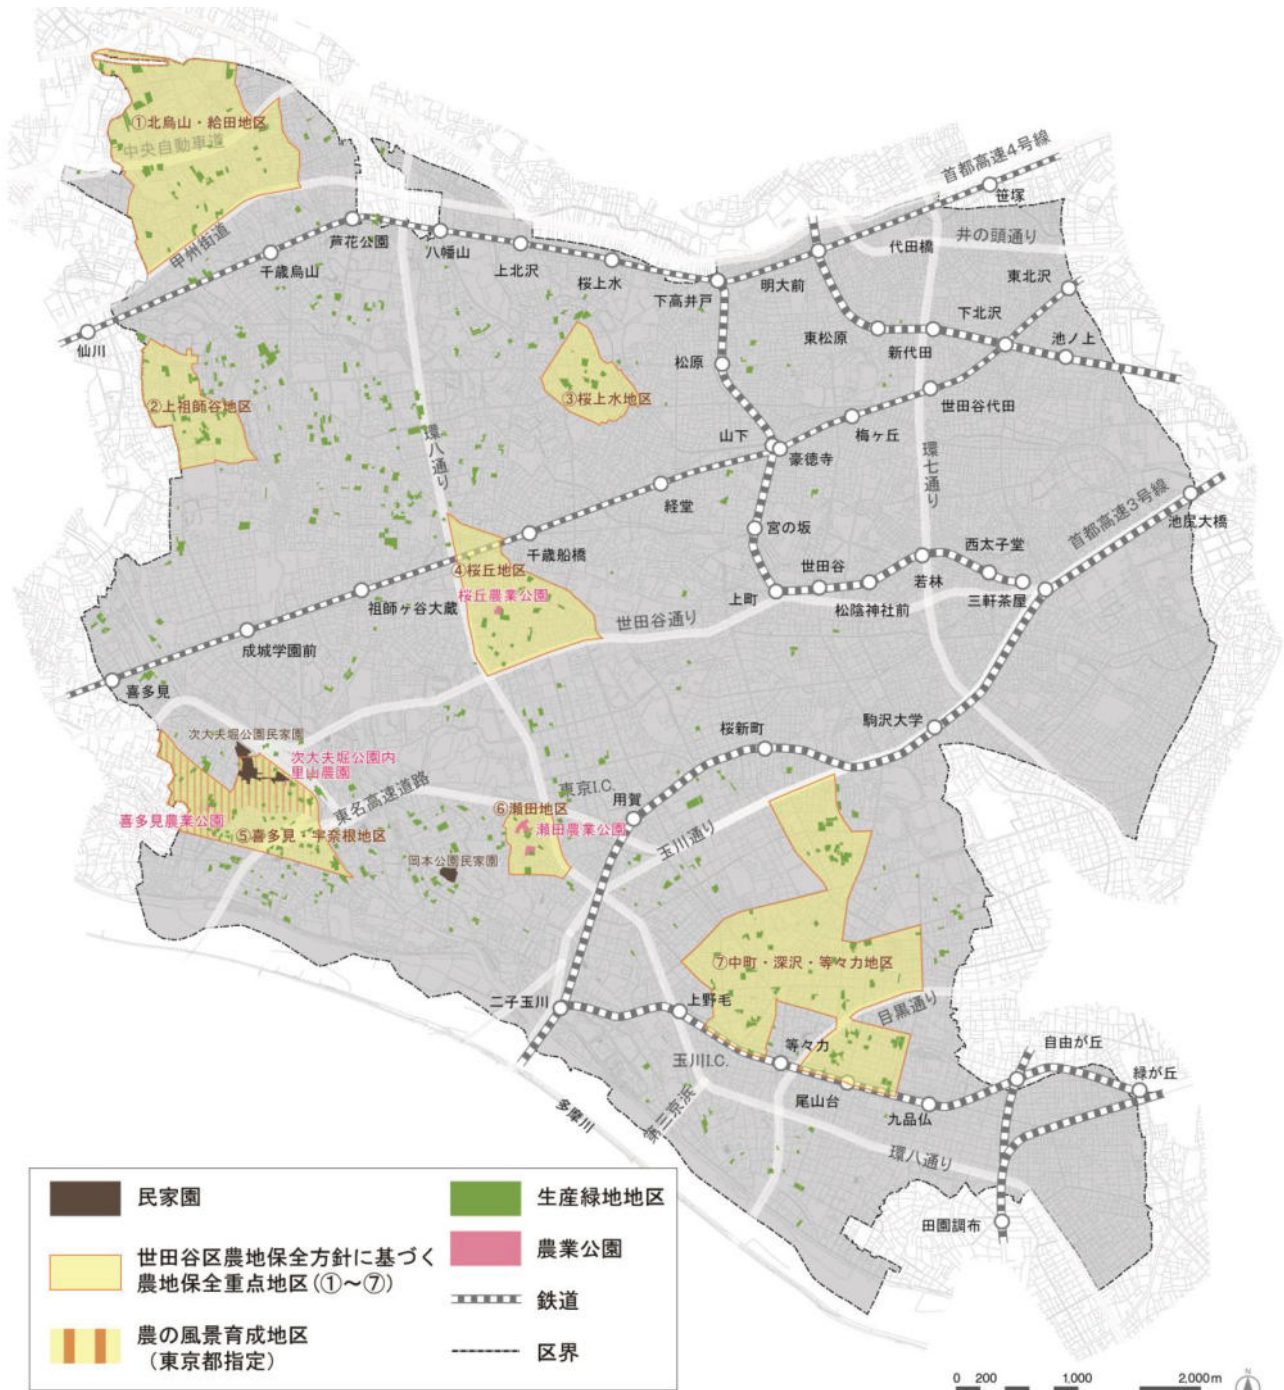 ①北烏山・給田地区
中央自動車道
甲州街道
首都高速4号線
笹塚
芦花公園
八幡山
千歳烏山
上北沢
桜上水
下高井戸
明大前
代田橋
井の頭通り
東北沢
仙川
松原
東松原
新代田
下北沢
池ノ上
②上祖師谷地区
③桜上水地区
世田谷代田
環八通り
山下
豪徳寺
梅ヶ丘
環七通り
経堂
首都高速3号線
池尻大橋
千歳船橋
宮の坂
④桜丘地区
桜丘農業公園
世田谷
西太子堂
祖師ヶ谷大蔵
上町
松陰神社前
若林
三軒茶屋
世田谷通り
成城学園前
喜多見
次大夫堀公園民家園
次大夫堀公園内
里山農園
桜新町
駒沢大学
東名高速道路
東京I.C.
用賀
喜多見農業公園
⑤喜多見・宇奈根地区
⑥瀬田地区
瀬田農業公園
玉川通り
岡本公園民家園
⑦中町・深沢・等々力地区
二子玉川
上野毛
目黒通り
等々力
玉川I.C.
自由が丘
緑が丘
尾山台
九品仏
多摩川
第三京浜
環八通り
田園調布
民家園
世田谷区農地保全方針に基づく
農地保全重点地区(①〜⑦)
農の風景育成地区
(東京都指定)
生産緑地地区
農業公園
鉄道
区界
0 200 1,000 2,000m
N